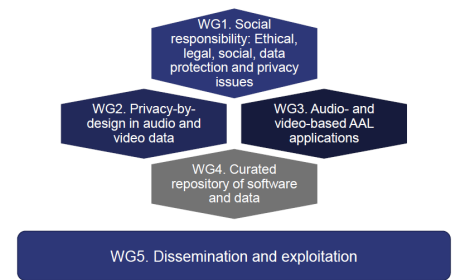 WG1. Social
responsibility: Ethical,
legal, social, data
protection and privacy
issues
WG2. Privacy-by-
design in audio and
video data
WG3. Audio- and
video-based AAL
applications
WG4. Curated
repository of software
and data
WG5. Dissemination and exploitation